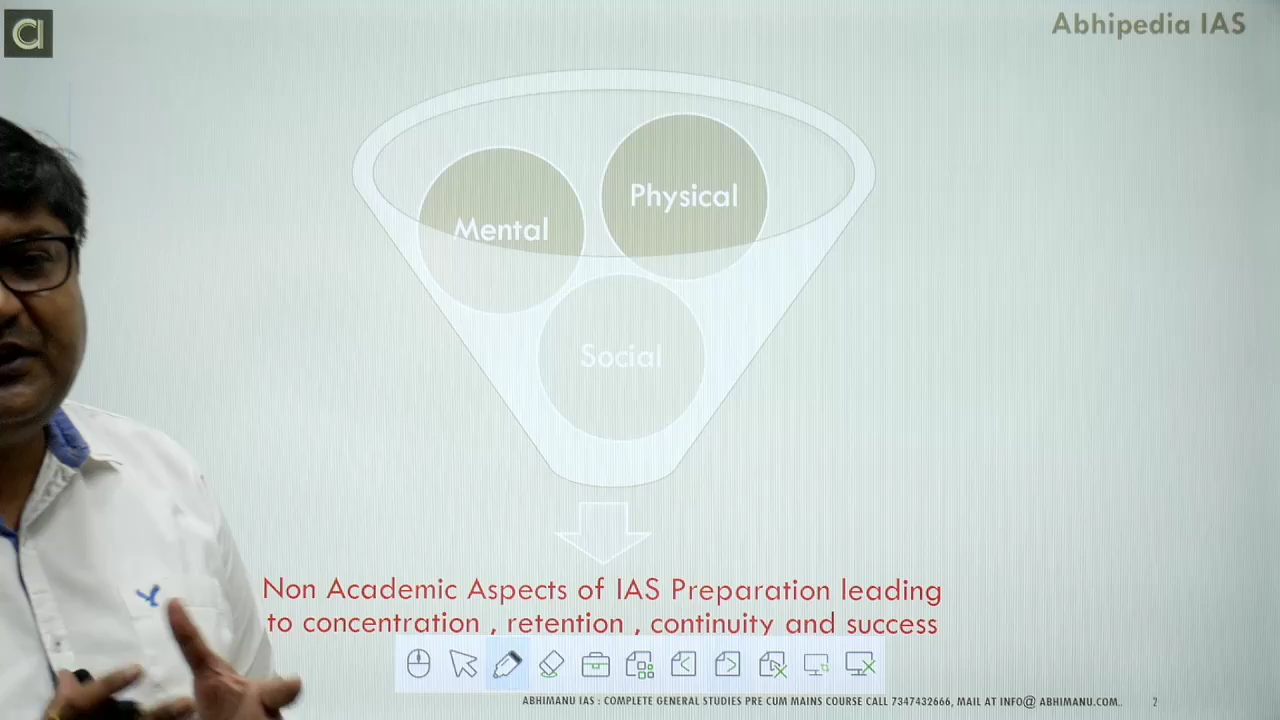 Abhipedia IAS
Physical
Mental
Social
Non Academic Aspects of IAS Preparation leading
to concentration , retention , continuity and success
ABHIMANU IAS : COMPLETE GENERAL STUDIES PRE CUM MAINS COURSE CALL 7347432666, MAIL AT INFO@ ABHIMANU.COM..
2